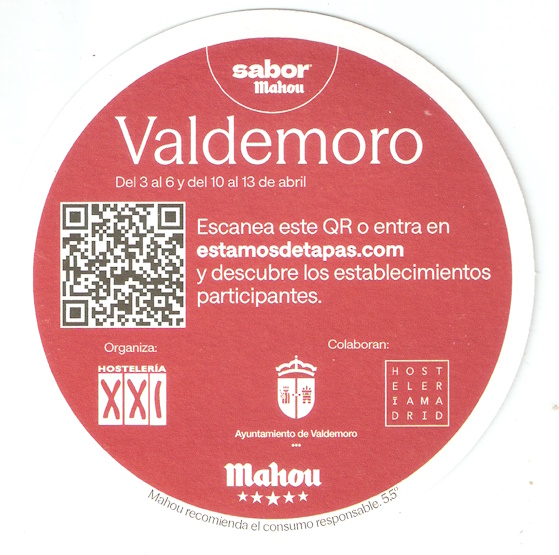 sabor
Mahou
Valdemoro
Del 3 al 6 y del 10 al 13 de abril
Escanea este QR o entra en
estamosdetapas.com
y descubre los establecimientos
participantes.
Organiza:
Colaboran:
HOSTELERÍA
XXI
Ayuntamiento de Valdemoro
HOST
ELER
ÍAMA
DRID
Mahou
Mahou recomienda el consumo responsable. 5,5º